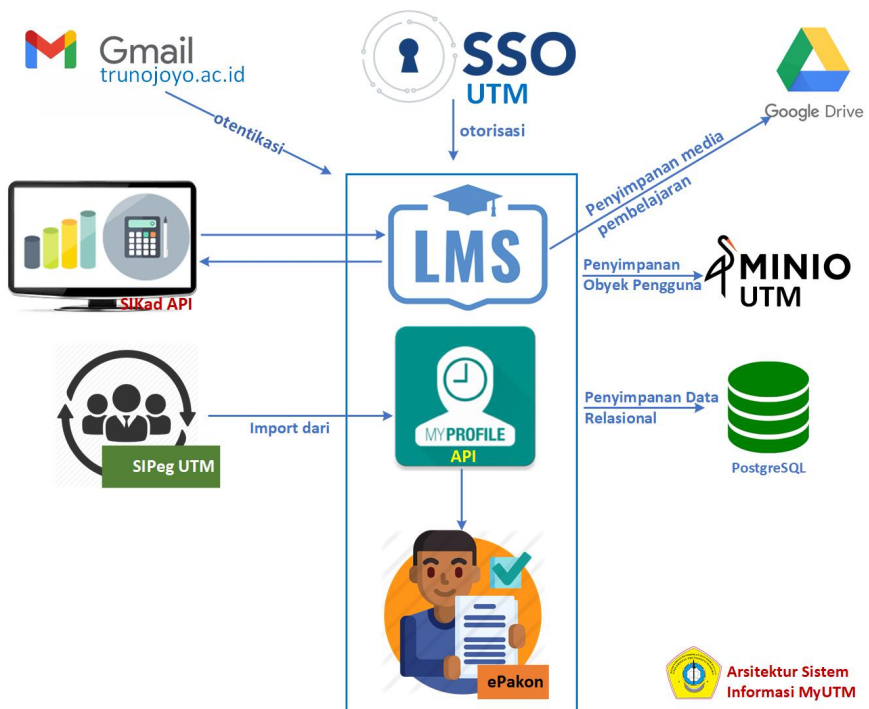 Gmail
trunojoyo.ac.id
SSO
UTM
Google Drive
otentikasi
otorisasi
Penyimpanan media
pembelajaran
LMS
SIKad API
Penyimpanan
Obyek Pengguna
MINIO
UTM
MYPROFILE
API
Import dari
SIPeg UTM
Penyimpanan Data
Relasional
PostgreSQL
ePakon
Arsitektur Sistem
Informasi MyUTM